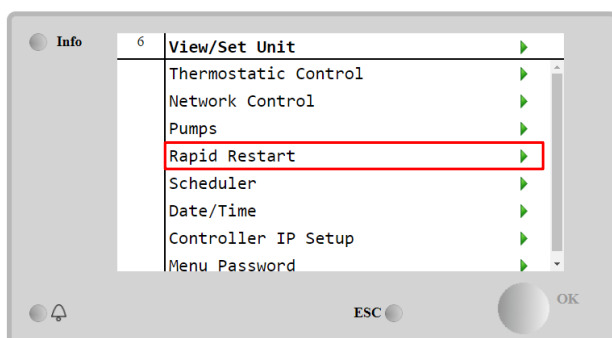 Info
6 View/Set Unit
Thermostatic Control
Network Control
Pumps
Rapid Restart
Scheduler
Date/Time
Controller IP Setup
Menu Password
ESC
OK